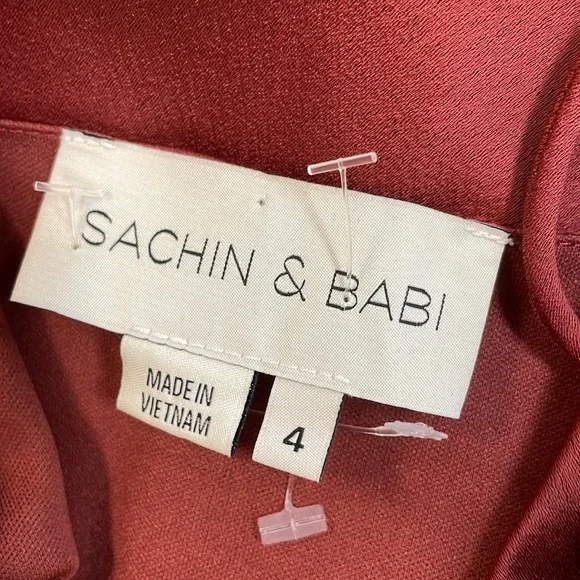 SACHIN & BABI
MADE IN
VIETNAM
4